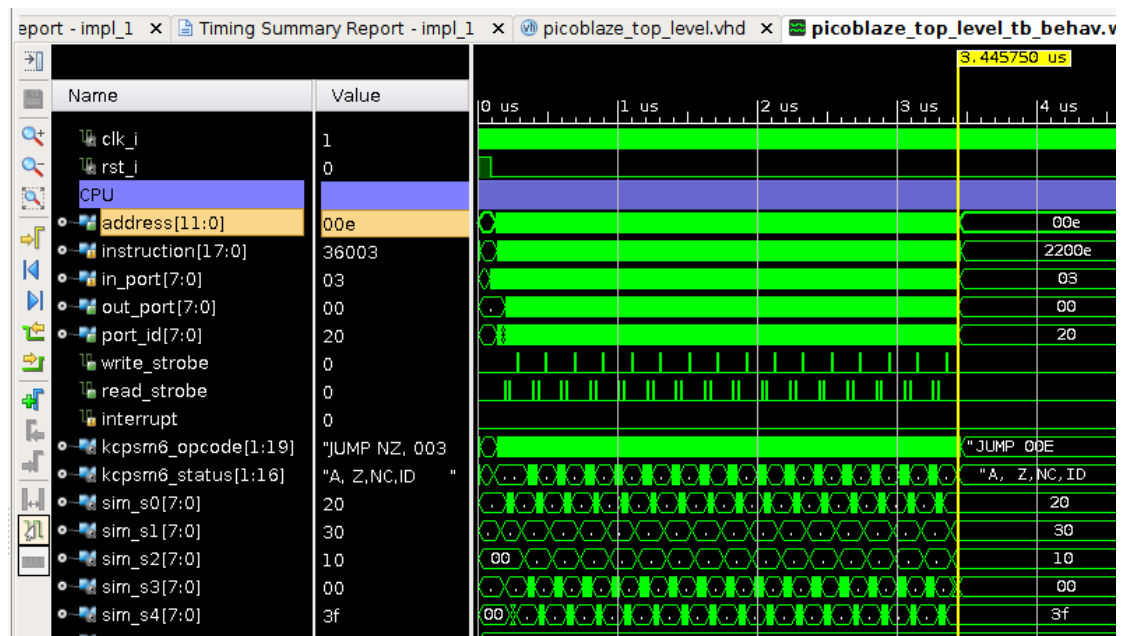 eport - impl_1 x Timing Summary Report - impl_1 x picoblaze_top_level.vhd x picoblaze_top_level_tb_behav.w
3.445750 us
Name Value |0 us |1 us |2 us |3 us |4 us
clk_i 1
rst_i 0
CPU
address[11:0] 00e 00e
instruction[17:0] 36003 2200e
in_port[7:0] 03 03
out_port[7:0] 00 00
port_id[7:0] 20 20
write_strobe 0
read_strobe 0
interrupt 0
kcpsm6_opcode[1:19] "JUMP NZ, 003 "JUMP 00E
kcpsm6_status[1:16] "A, Z,NC,ID " "A, Z,NC,ID
sim_s0[7:0] 20 20
sim_s1[7:0] 30 30
sim_s2[7:0] 10 00 10
sim_s3[7:0] 00 00
sim_s4[7:0] 3f 00 3f